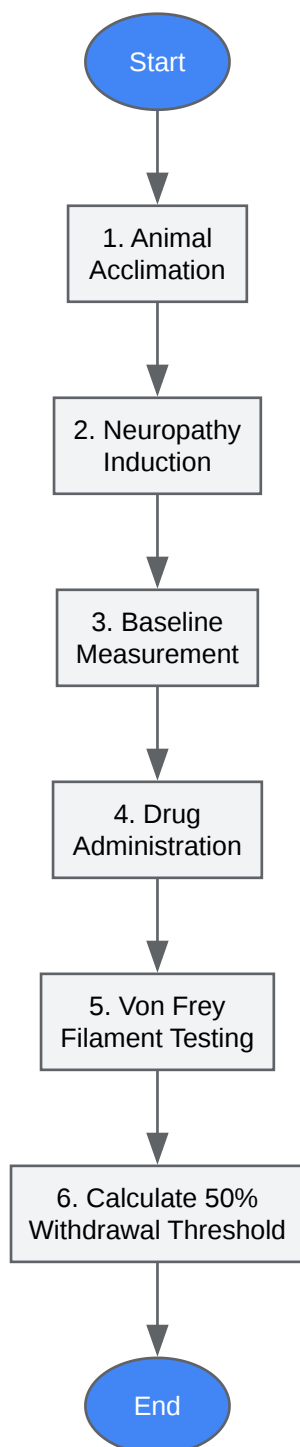 Start
1. Animal
Acclimation
2. Neuropathy
Induction
3. Baseline
Measurement
4. Drug
Administration
5. Von Frey
Filament Testing
6. Calculate 50%
Withdrawal Threshold
End